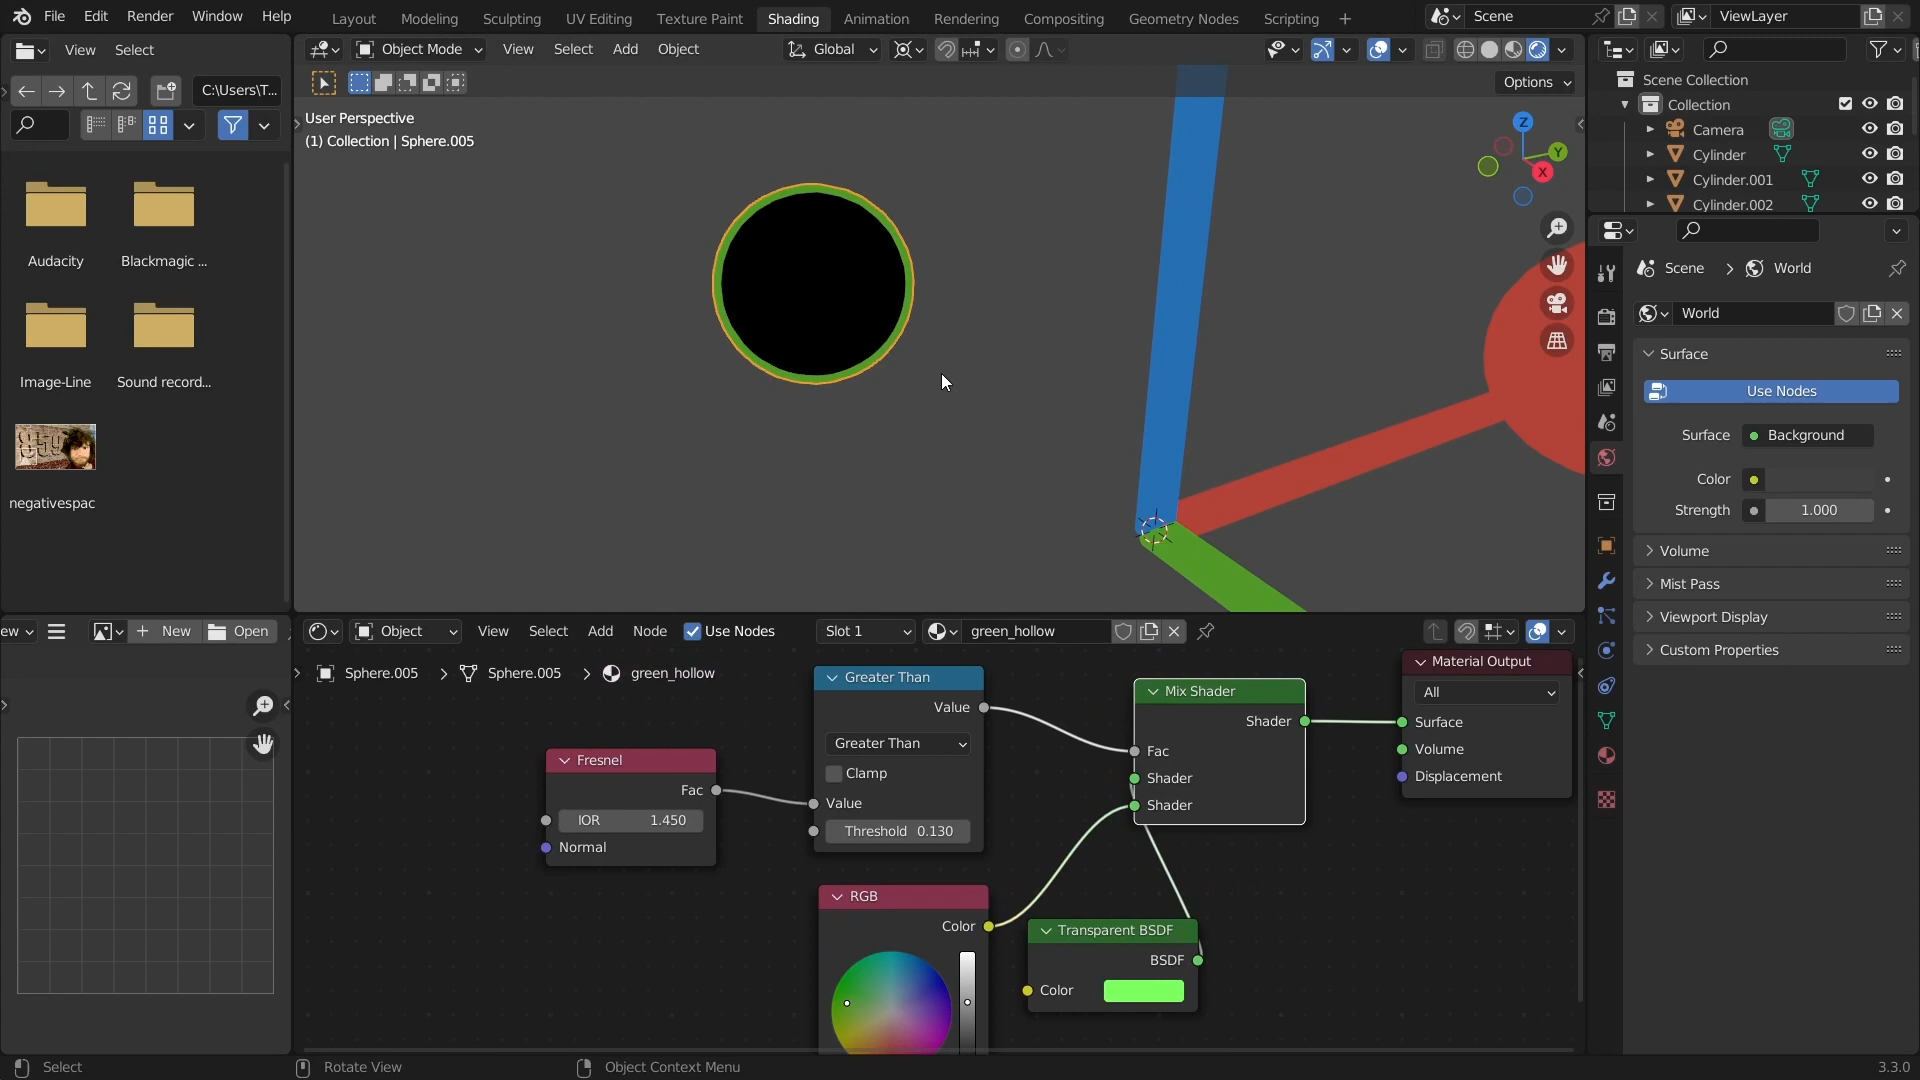 File Edit Render Window Help
Layout Modeling Sculpting UV Editing Texture Paint Shading Animation Rendering Compositing Geometry Nodes Scripting +
Scene
ViewLayer
View Select
Object Mode View Select Add Object
Global
C:\Users\T...
Options
User Perspective
(1) Collection | Sphere.005
Z
Y
X
Scene Collection
Collection
Camera
Cylinder
Cylinder.001
Cylinder.002
Audacity
Blackmagic ...
Image-Line
Sound record...
negativespac
Scene > World
World
Surface
Use Nodes
Surface Background
Color
Strength 1.000
Volume
Mist Pass
Viewport Display
Custom Properties
ew
New
Open
Object View Select Add Node Use Nodes
Slot 1
green_hollow
Sphere.005 > Sphere.005 > green_hollow
Fresnel
Fac
IOR 1.450
Normal
Greater Than
Value
Greater Than
Clamp
Value
Threshold 0.130
RGB
Color
Mix Shader
Shader
Fac
Shader
Shader
Transparent BSDF
BSDF
Color
Material Output
All
Surface
Volume
Displacement
Select
Rotate View
Object Context Menu
3.3.0